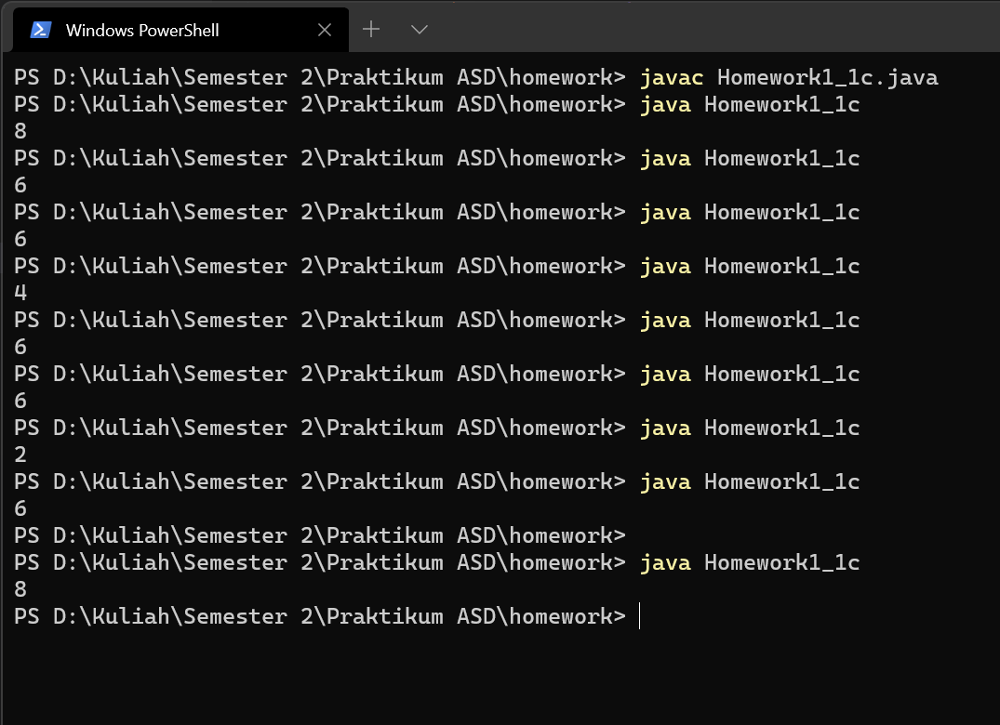 Windows PowerShell
PS D:\Kuliah\Semester 2\Praktikum ASD\homework> javac Homework1_1c.java
PS D:\Kuliah\Semester 2\Praktikum ASD\homework> java Homework1_1c
8
PS D:\Kuliah\Semester 2\Praktikum ASD\homework> java Homework1_1c
6
PS D:\Kuliah\Semester 2\Praktikum ASD\homework> java Homework1_1c
6
PS D:\Kuliah\Semester 2\Praktikum ASD\homework> java Homework1_1c
4
PS D:\Kuliah\Semester 2\Praktikum ASD\homework> java Homework1_1c
6
PS D:\Kuliah\Semester 2\Praktikum ASD\homework> java Homework1_1c
6
PS D:\Kuliah\Semester 2\Praktikum ASD\homework> java Homework1_1c
2
PS D:\Kuliah\Semester 2\Praktikum ASD\homework> java Homework1_1c
6
PS D:\Kuliah\Semester 2\Praktikum ASD\homework>
PS D:\Kuliah\Semester 2\Praktikum ASD\homework> java Homework1_1c
8
PS D:\Kuliah\Semester 2\Praktikum ASD\homework>